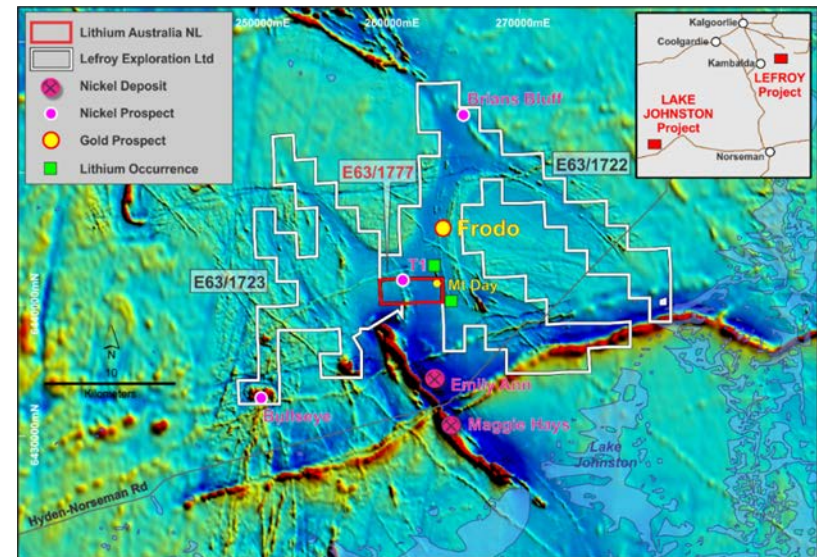 250000mE
260000mE
270000mE
Lithium Australia NL
Lefroy Exploration Ltd
Nickel Deposit
Nickel Prospect
Gold Prospect
Lithium Occurrence
Kalgoorlie
Coolgardie
Kambalda
LEFROY
Project
LAKE
JOHNSTON
Project
Norseman
Brians Bluff
E63/1777
E63/1722
Frodo
T1
Mt Day
E63/1723
N
10
Kilometers
Emily Ann
Bullseye
Maggie Hays
6430000mN
Lake
Johnston
Hyden-Norseman Rd